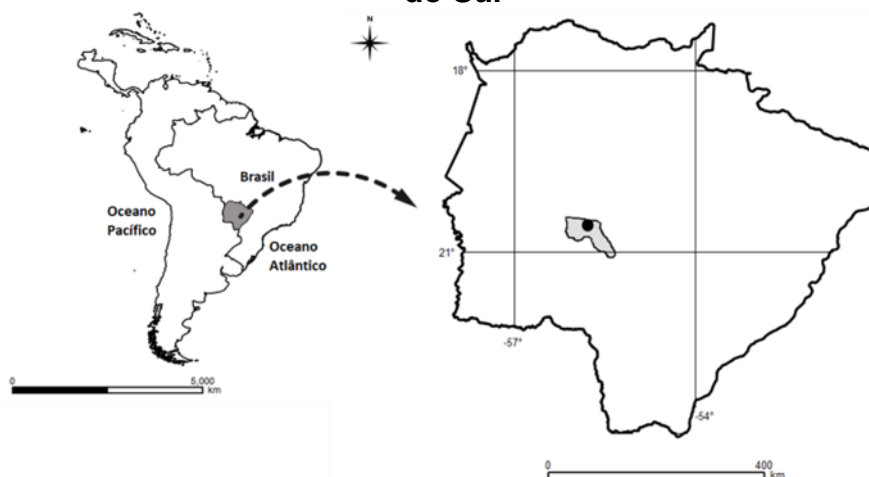 do Sul
N
Brasil
Oceano
Pacífico
Oceano
Atlântico
0 5,000
km
18°
21°
-57°
-54°
0 400
km